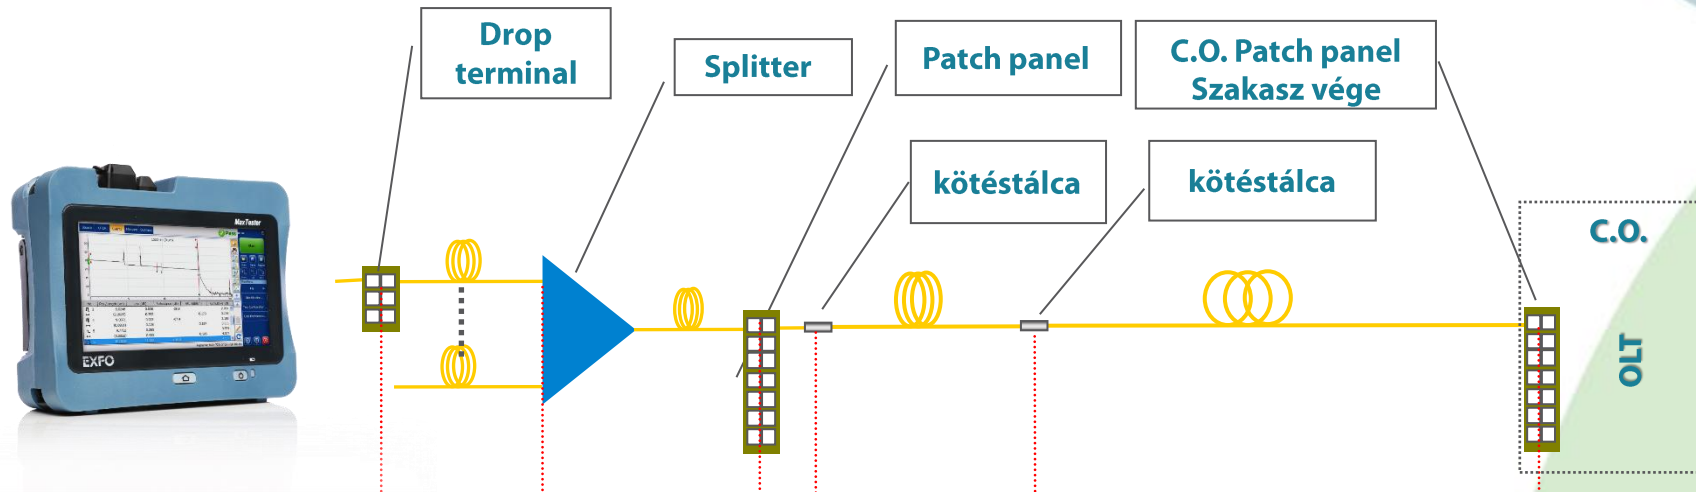 Drop
terminal
Splitter
Patch panel
C.O. Patch panel
Szakasz vége
kötéstálca
kötéstálca
C.O.
OLT
MaxTester
EXFO